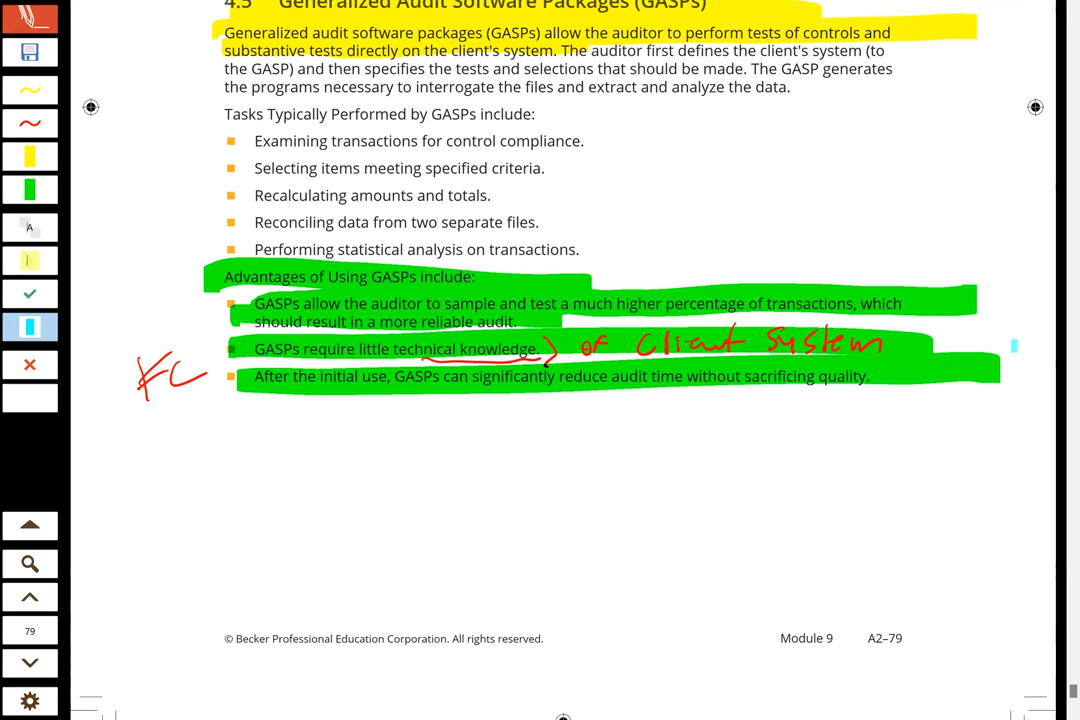 4.5 Generalized Audit Software Packages (GASPs)
Generalized audit software packages (GASPs) allow the auditor to perform tests of controls and
substantive tests directly on the client's system. The auditor first defines the client's system (to
the GASP) and then specifies the tests and selections that should be made. The GASP generates
the programs necessary to interrogate the files and extract and analyze the data.
Tasks Typically Performed by GASPs include:
Examining transactions for control compliance.
Selecting items meeting specified criteria.
Recalculating amounts and totals.
Reconciling data from two separate files.
Performing statistical analysis on transactions.
Advantages of Using GASPs include:
GASPs allow the auditor to sample and test a much higher percentage of transactions, which
should result in a more reliable audit.
GASPs require little technical knowledge. of client system
After the initial use, GASPs can significantly reduce audit time without sacrificing quality.
79
© Becker Professional Education Corporation. All rights reserved. Module 9 A2–79